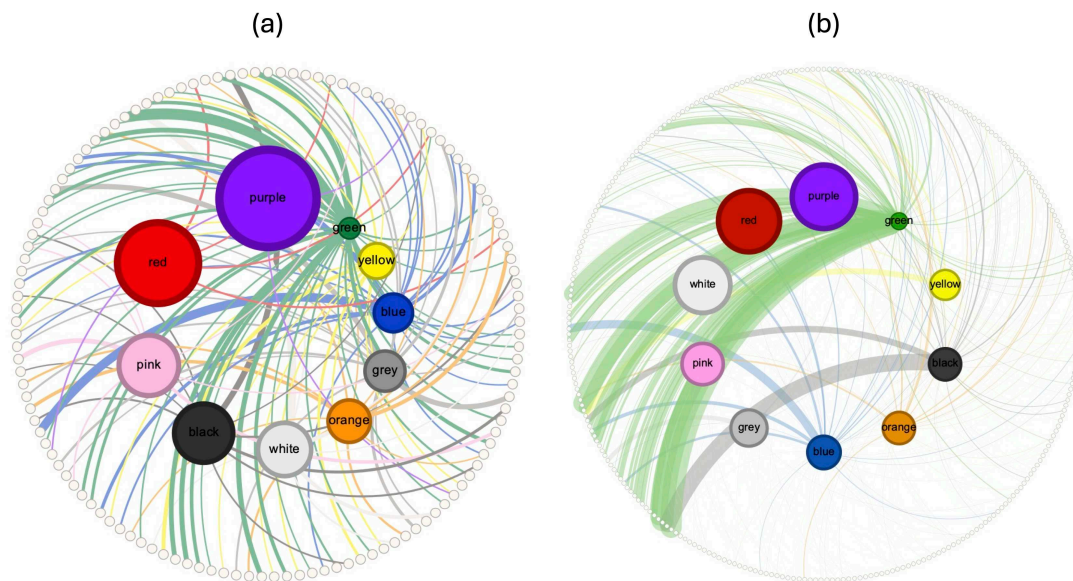 (a)
(b)
purple
green
yellow
red
blue
pink
grey
orange
black
white
purple
red
green
white
yellow
pink
black
grey
orange
blue